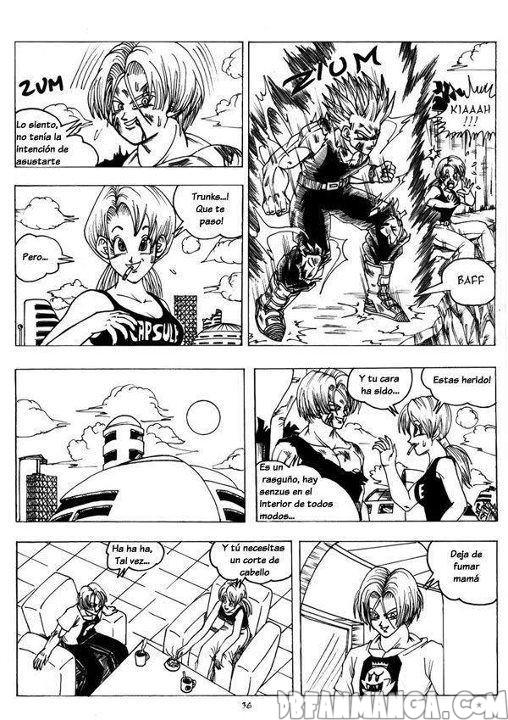 ZIUM
KIAAAH
!!!
BAFF
ZUM
Lo siento,
no tenía la
intención de
asustarte
Trunks...!
Que te
paso!
Pero...
CAPSULE
Estas herido!
Y tu cara
ha sido...
Es un
rasguño, hay
senzus en el
interior de todos
modos...
E
Deja de
fumar
mamá
Y tú necesitas
un corte de
cabello
Ha ha ha,
Tal
vez...
36
DBFANMANGA.COM